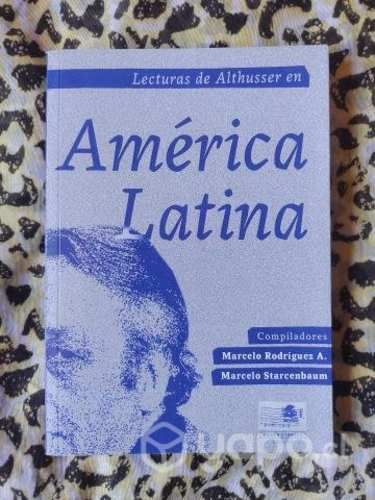 Lecturas de Althusser en
América
Latina
Compiladores
Marcelo Rodríguez A.
Marcelo Starcenbaum
yapo.cl